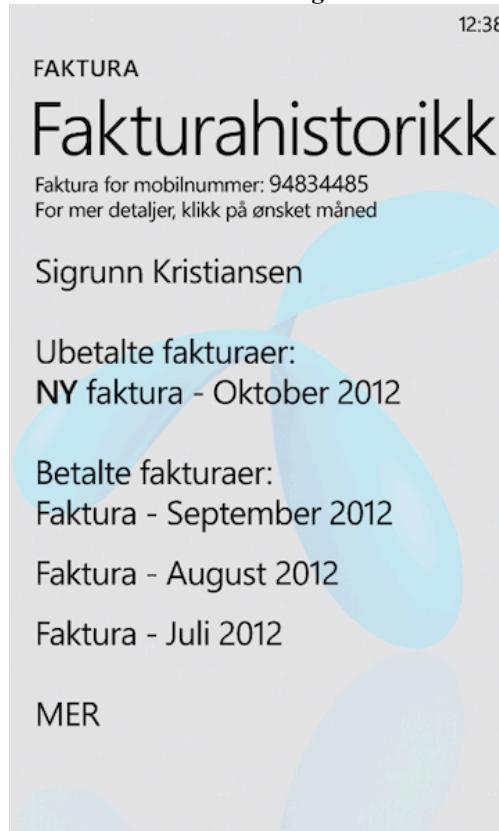 12:38
FAKTURA
Fakturahistorikk
Faktura for mobilnummer: 94834485
For mer detaljer, klikk på ønsket måned
Sigrunn Kristiansen
Ubetalte fakturaer:
NY faktura - Oktober 2012
Betalte fakturaer:
Faktura - September 2012
Faktura - August 2012
Faktura - Juli 2012
MER